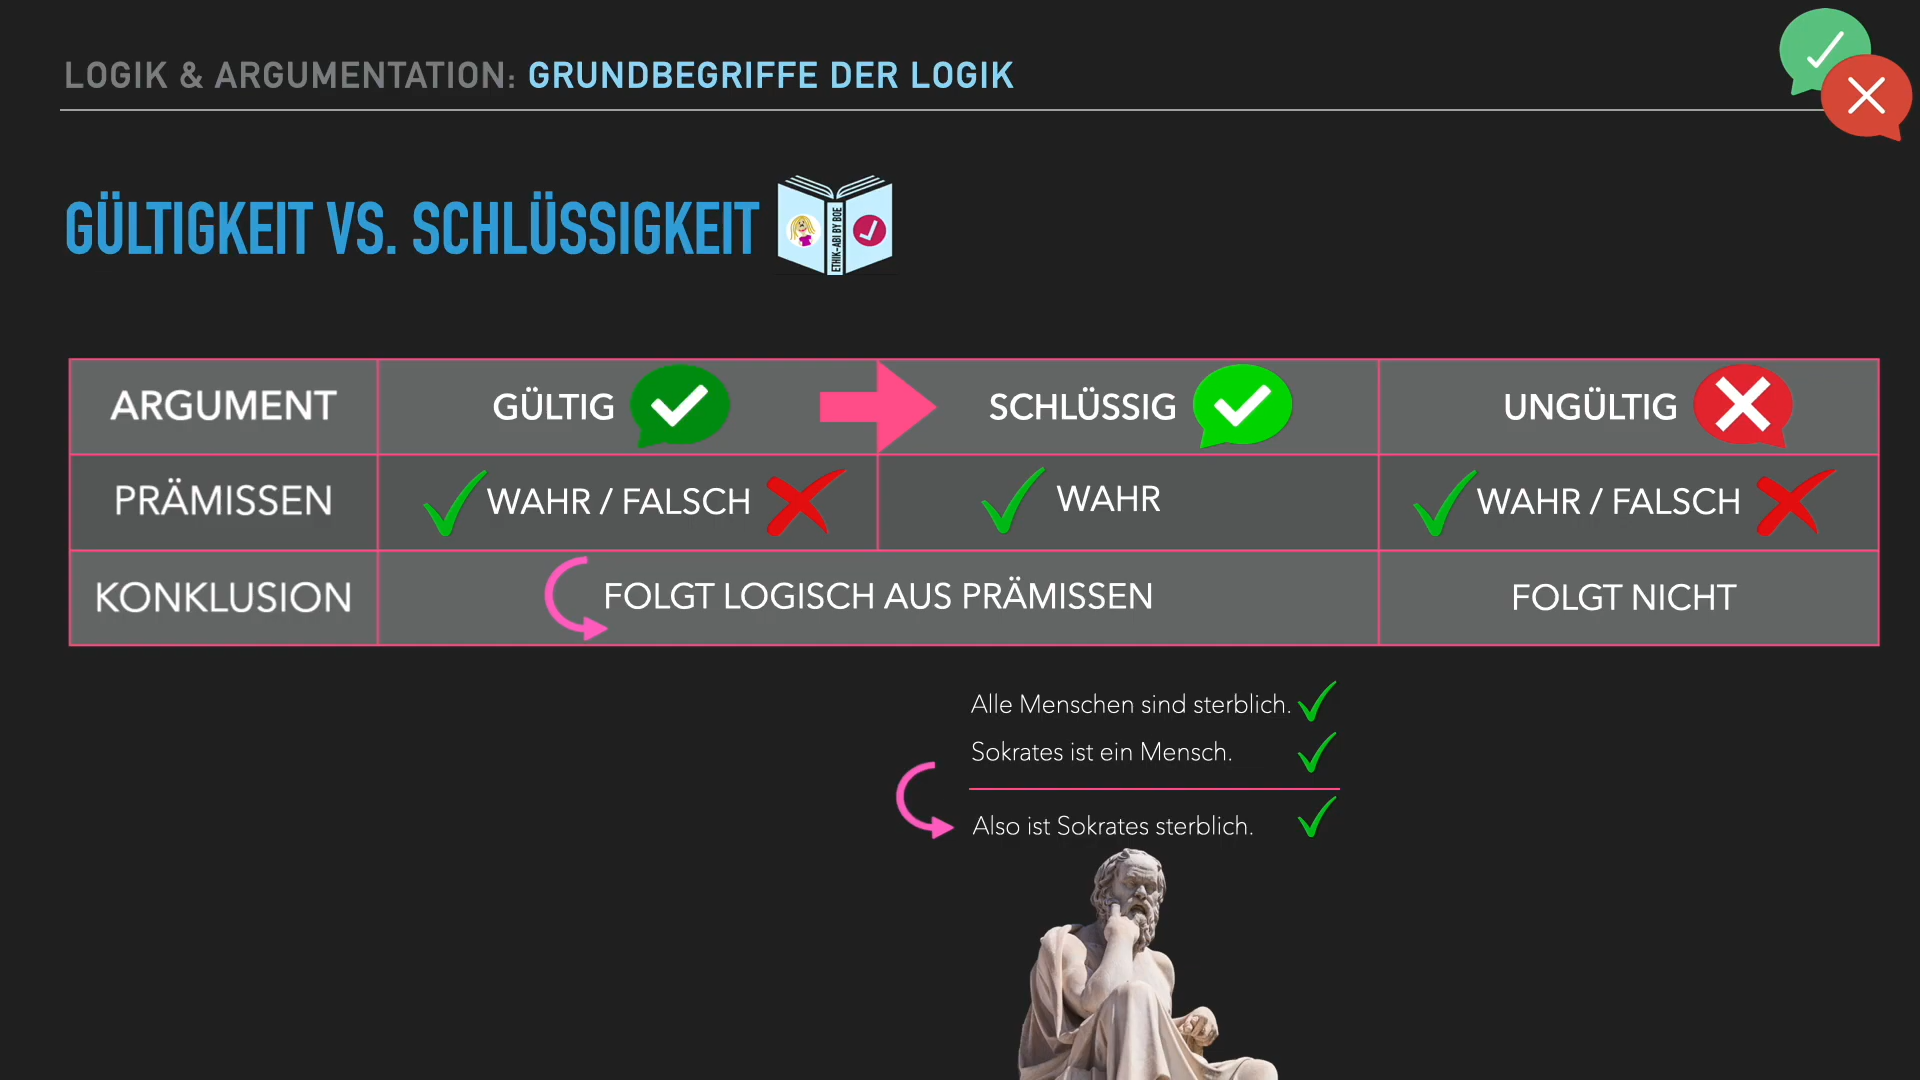 LOGIK & ARGUMENTATION: GRUNDBEGRIFFE DER LOGIK
GÜLTIGKEIT VS. SCHLÜSSIGKEIT
ETHIK-ABI BY BOE
ARGUMENT GÜLTIG SCHLÜSSIG UNGÜLTIG
PRÄMISSEN WAHR / FALSCH WAHR WAHR / FALSCH
KONKLUSION FOLGT LOGISCH AUS PRÄMISSEN FOLGT NICHT
Alle Menschen sind sterblich.
Sokrates ist ein Mensch.
Also ist Sokrates sterblich.